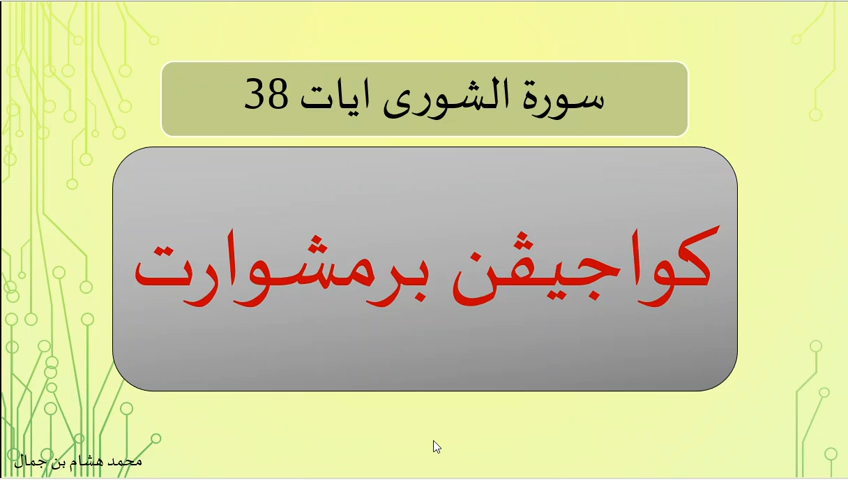 سورة الشورى ايات 38
كواجيڤن برمشوارت
محمد هشام بن جمال